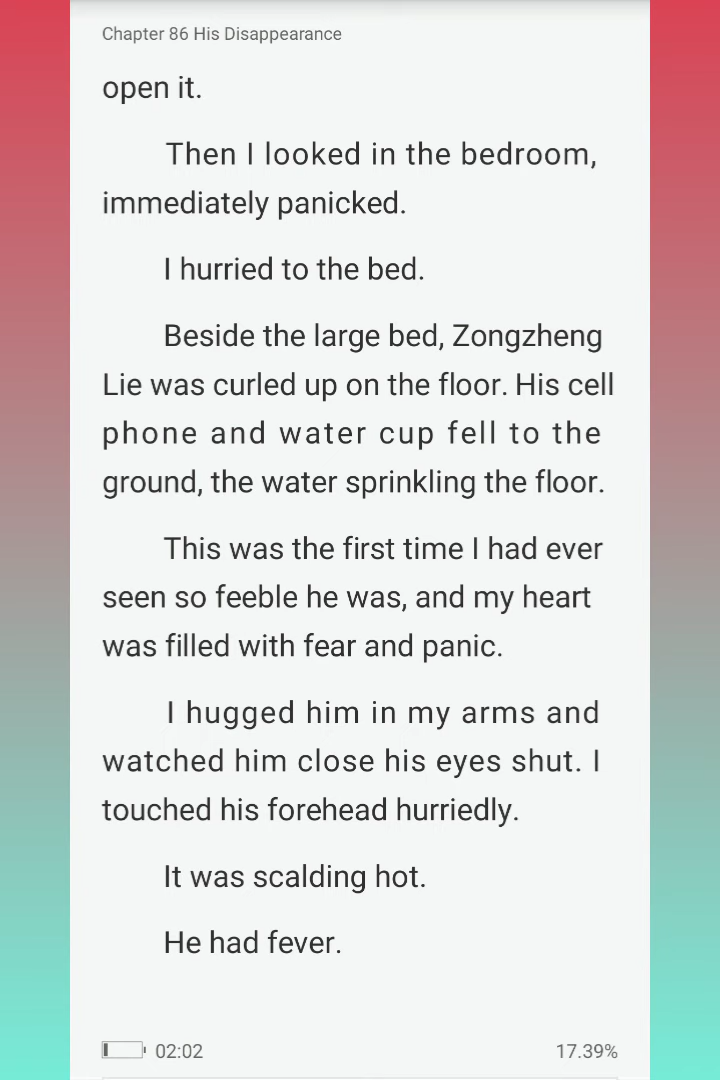 Chapter 86 His Disappearance
open it.
Then I looked in the bedroom,
immediately panicked.
I hurried to the bed.
Beside the large bed, Zongzheng
Lie was curled up on the floor. His cell
phone and water cup fell to the
ground, the water sprinkling the floor.
This was the first time I had ever
seen so feeble he was, and my heart
was filled with fear and panic.
I hugged him in my arms and
watched him close his eyes shut. I
touched his forehead hurriedly.
It was scalding hot.
He had fever.
02:02
17.39%